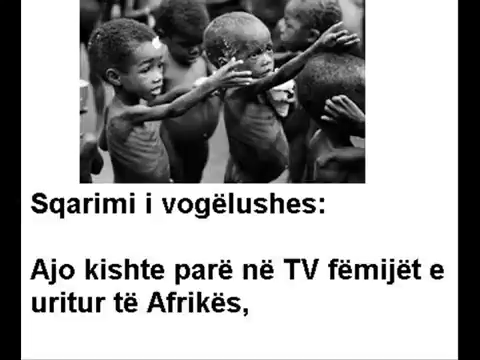 Sqarimi i vogëlushes:
Ajo kishte parë në TV fëmijët e
uritur të Afrikës,